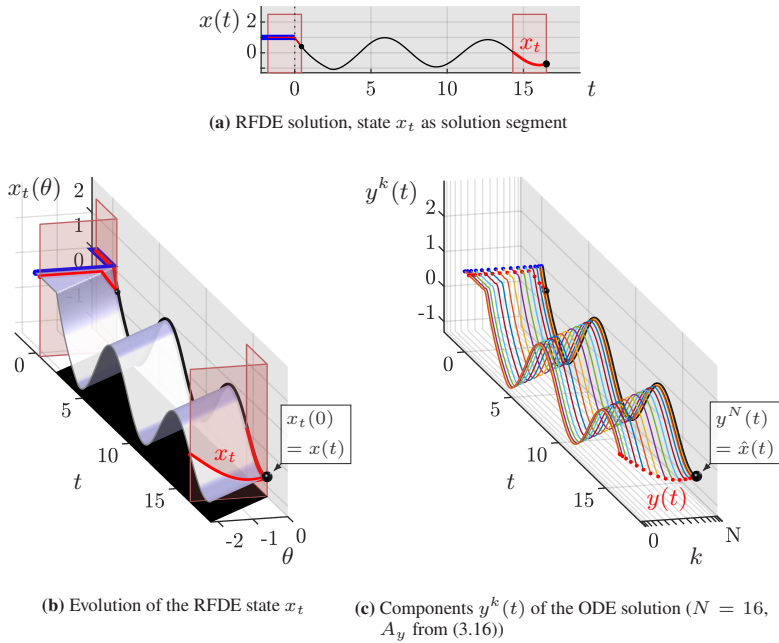 x(t)
2
0
x_t
0
5
10
15
t
(a) RFDE solution, state x_t as solution segment
x_t(θ)
2
1
0
-1
0
5
10
15
t
x_t
x_t(0)
= x(t)
-2
-1
0
θ
y^k(t)
2
1
0
-1
0
5
10
15
t
y(t)
y^N(t)
= x̂(t)
0
N
k
(b) Evolution of the RFDE state x_t
(c) Components y^k(t) of the ODE solution (N = 16,
A_y from (3.16))